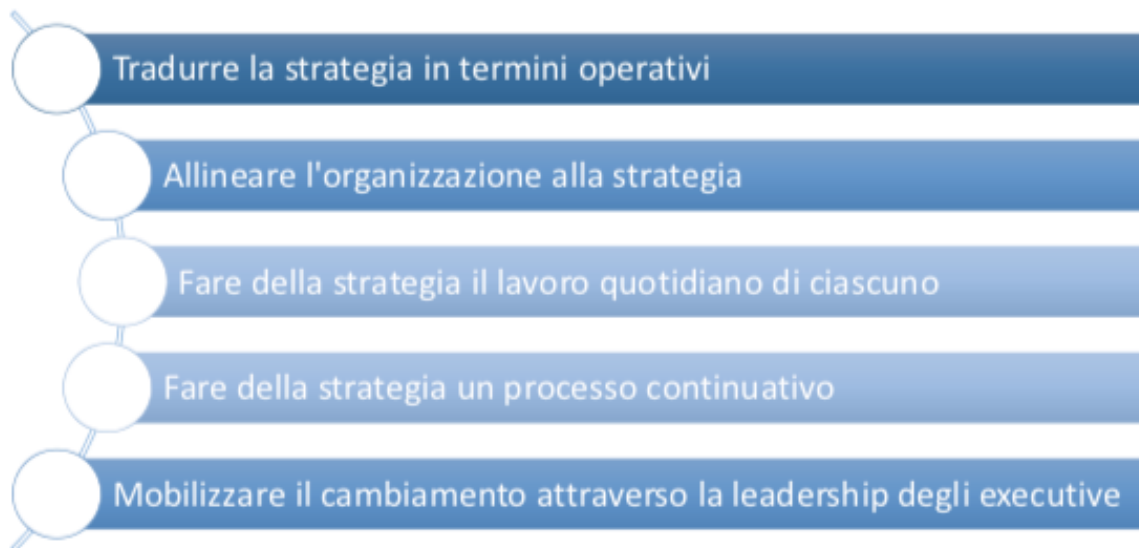 Tradurre la strategia in termini operativi
Allineare l'organizzazione alla strategia
Fare della strategia il lavoro quotidiano di ciascuno
Fare della strategia un processo continuativo
Mobilizzare il cambiamento attraverso la leadership degli executive